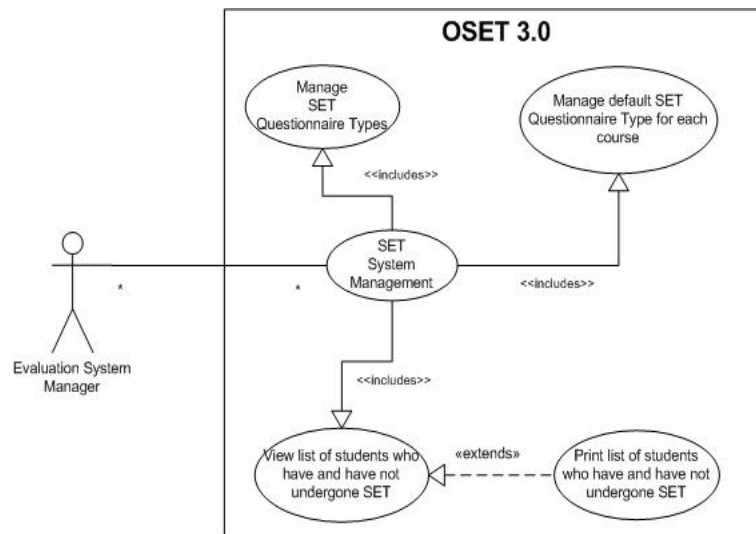 OSET 3.0
Manage
SET
Questionnaire Types
Manage default SET
Questionnaire Type for each
course
<<includes>>
SET
System
Management
<<includes>>
*
*
Evaluation System
Manager
<<includes>>
View list of students who
have and have not
undergone SET
«extends»
Print list of students
who have and have not
undergone SET